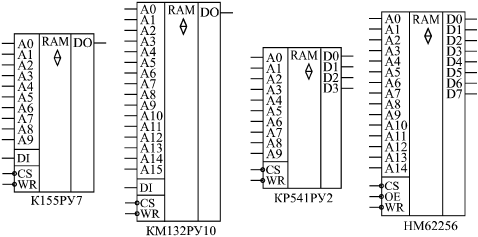 A0 RAM DO
A1
A2
A3
A4
A5
A6
A7
A8
A9
DI
CS
WR
К155РУ7
A0 RAM DO
A1
A2
A3
A4
A5
A6
A7
A8
A9
A10
A11
A12
A13
A14
A15
DI
CS
WR
КМ132РУ10
A0 RAM D0
A1 D1
A2 D2
A3 D3
A4
A5
A6
A7
A8
A9
CS
WR
КР541РУ2
A0 RAM D0
A1 D1
A2 D2
A3 D3
A4 D4
A5 D5
A6 D6
A7 D7
A8
A9
A10
A11
A12
A13
A14
CS
OE
WR
HM62256